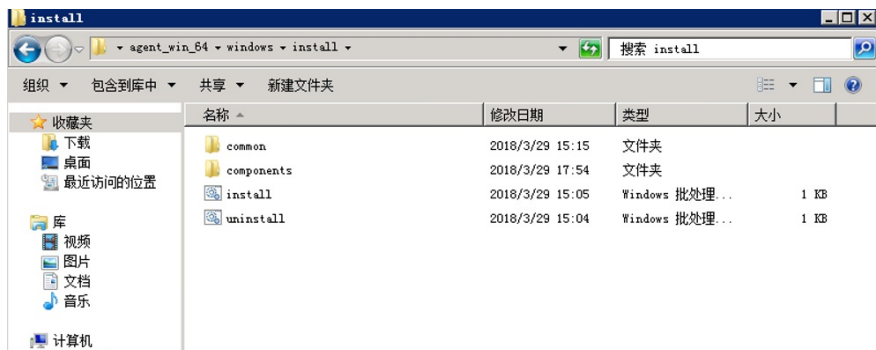 install
agent_win_64 windows install
搜索 install
组织 包含到库中 共享 新建文件夹
名称 修改日期 类型 大小
common 2018/3/29 15:15 文件夹
components 2018/3/29 17:54 文件夹
install 2018/3/29 15:05 Windows 批处理... 1 KB
uninstall 2018/3/29 15:04 Windows 批处理... 1 KB
收藏夹
下载
桌面
最近访问的位置
库
视频
图片
文档
音乐
计算机